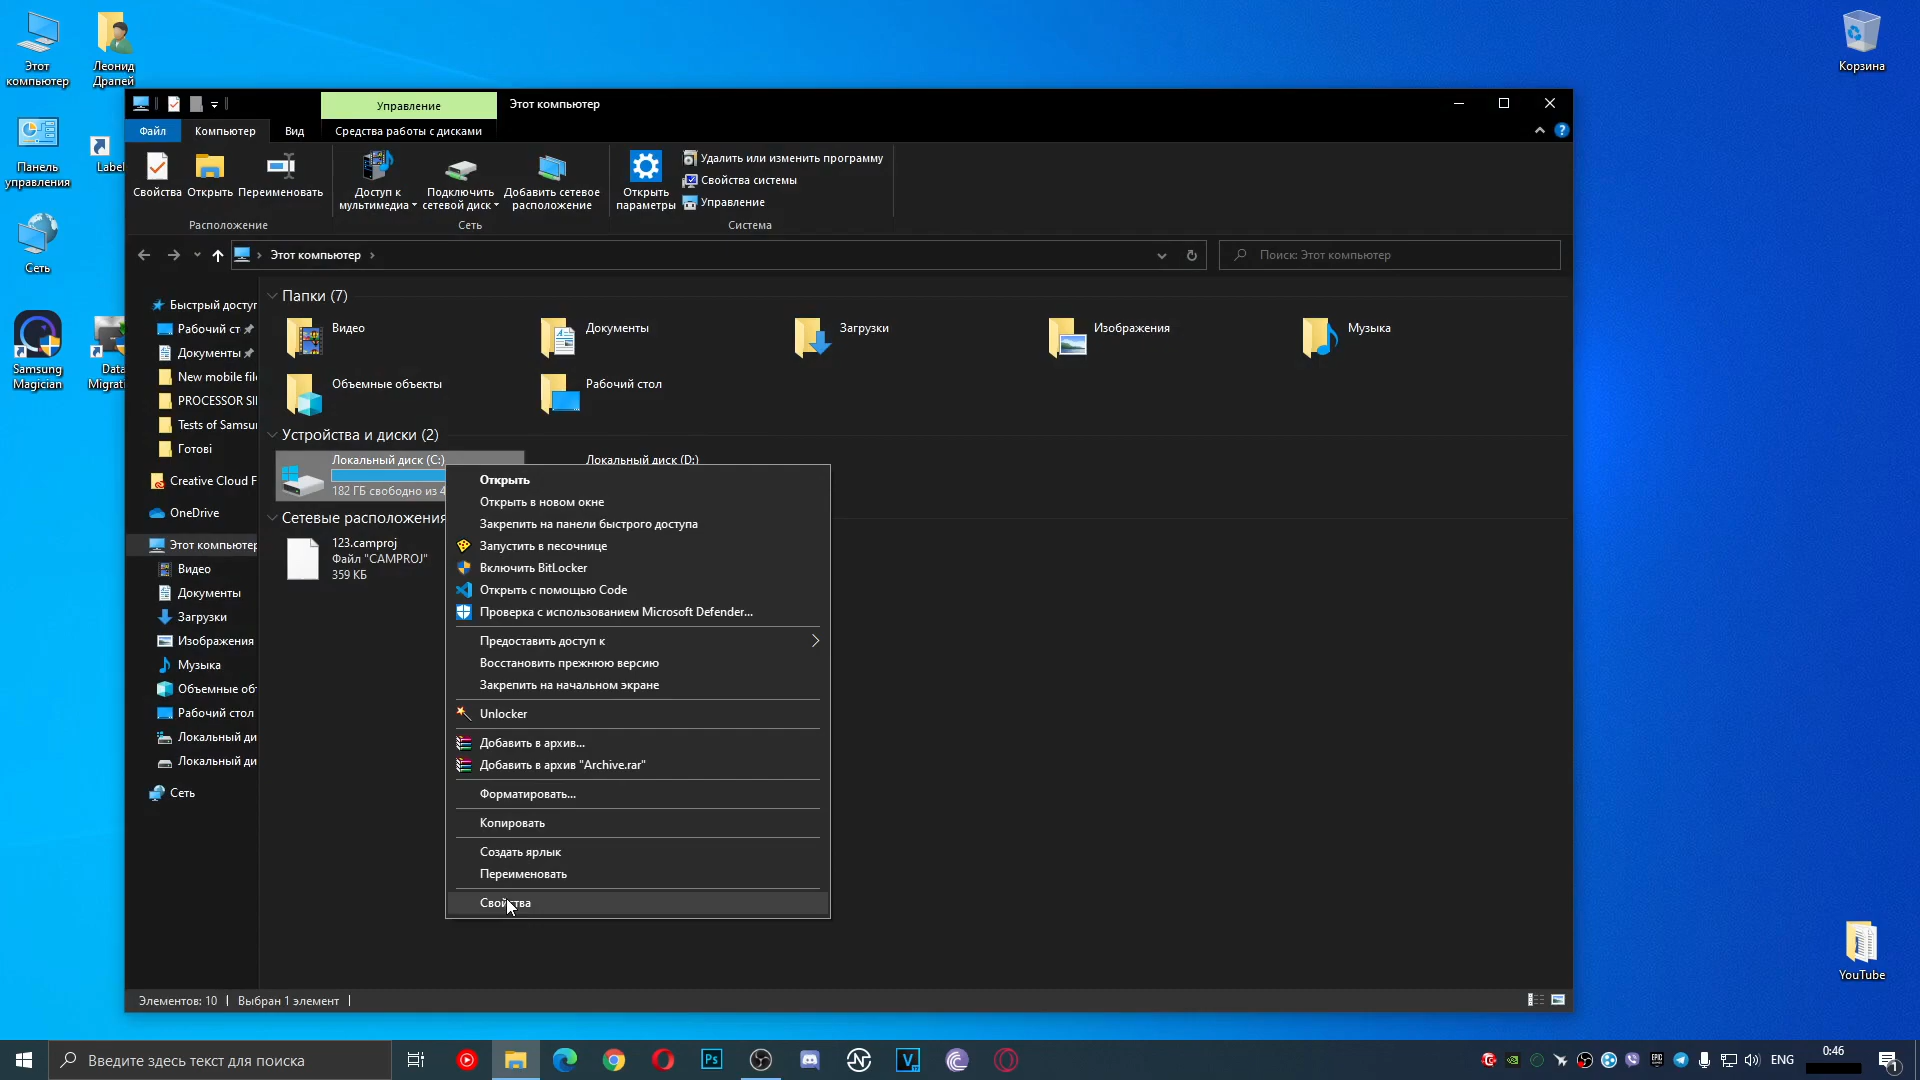 Этот
компьютер
Леонид
Драпей
Корзина
Панель
управления
Label
Сеть
Samsung
Magician
Data
Migrat
YouTube
Управление
Этот компьютер
Файл
Компьютер
Вид
Средства работы с дисками
Свойства
Открыть
Переименовать
Доступ к
мультимедиа
Подключить
сетевой диск
Добавить сетевое
расположение
Открыть
параметры
Удалить или изменить программу
Свойства системы
Управление
Расположение
Сеть
Система
Этот компьютер
Поиск: Этот компьютер
Быстрый доступ
Рабочий ст
Документы
New mobile fil
PROCESSOR SI
Tests of Samsu
Готові
Creative Cloud F
OneDrive
Этот компьютер
Видео
Документы
Загрузки
Изображения
Музыка
Объемные об
Рабочий стол
Локальный ди
Локальный ди
Сеть
Папки (7)
Видео
Документы
Загрузки
Изображения
Музыка
Объемные объекты
Рабочий стол
Устройства и диски (2)
Локальный диск (C:)
182 ГБ свободно из 4
Локальный диск (D:)
Сетевые расположения
123.camproj
Файл "CAMPROJ"
359 КБ
Открыть
Открыть в новом окне
Закрепить на панели быстрого доступа
Запустить в песочнице
Включить BitLocker
Открыть с помощью Code
Проверка с использованием Microsoft Defender...
Предоставить доступ к
Восстановить прежнюю версию
Закрепить на начальном экране
Unlocker
Добавить в архив...
Добавить в архив "Archive.rar"
Форматировать...
Копировать
Создать ярлык
Переименовать
Свойства
Элементов: 10
Выбран 1 элемент
Введите здесь текст для поиска
Ps
V
ENG
0:46
1